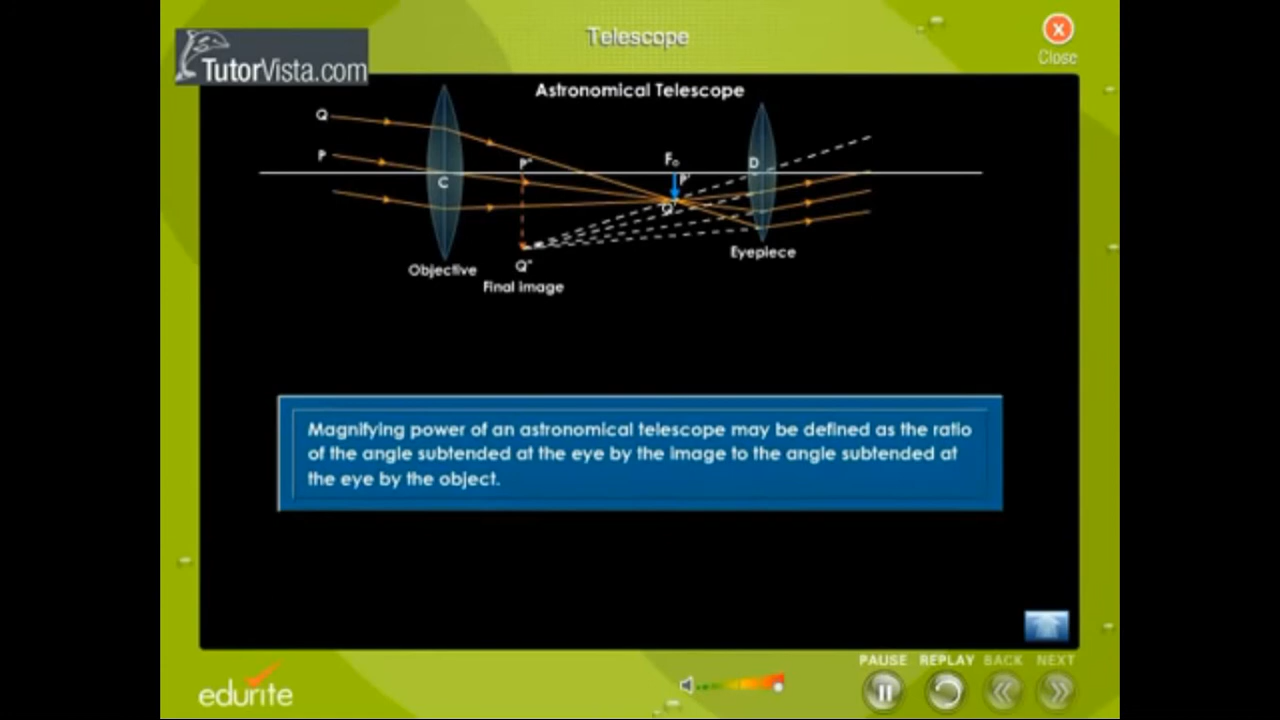 Telescope
Close
TutorVista.com
Astronomical Telescope
Q
P
P"
F₀
D
C
P'
Q'
Objective
Q"
Final image
Eyepiece
Magnifying power of an astronomical telescope may be defined as the ratio
of the angle subtended at the eye by the image to the angle subtended at
the eye by the object.
edurite
PAUSE REPLAY BACK NEXT